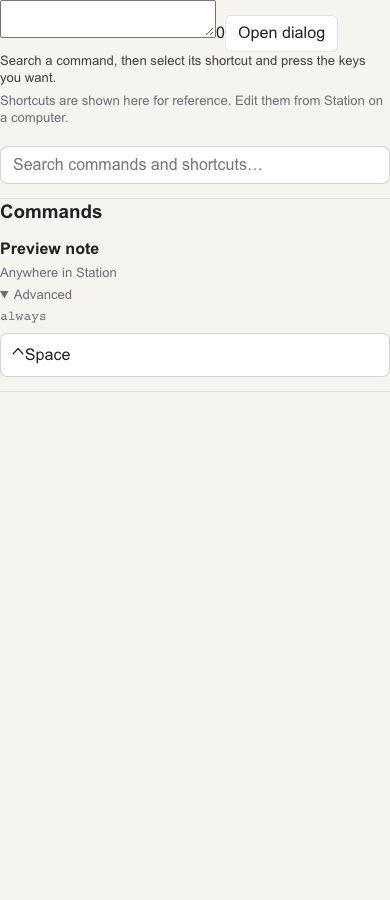 0 Open dialog
Search a command, then select its shortcut and press the keys
you want.
Shortcuts are shown here for reference. Edit them from Station on
a computer.
Search commands and shortcuts…
Commands
Preview note
Anywhere in Station
▼ Advanced
always
^Space